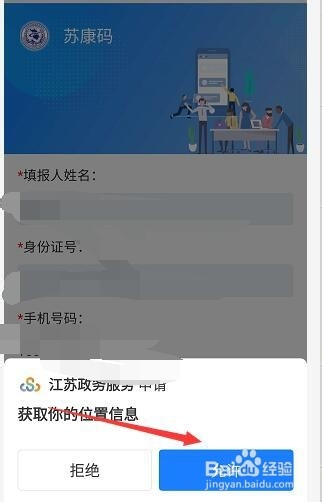 苏康码
*填报人姓名：
*身份证号：
*手机号码：
江苏政务服务 申请
获取你的位置信息
拒绝
允许
Baidu 经验
jingyan.baidu.com